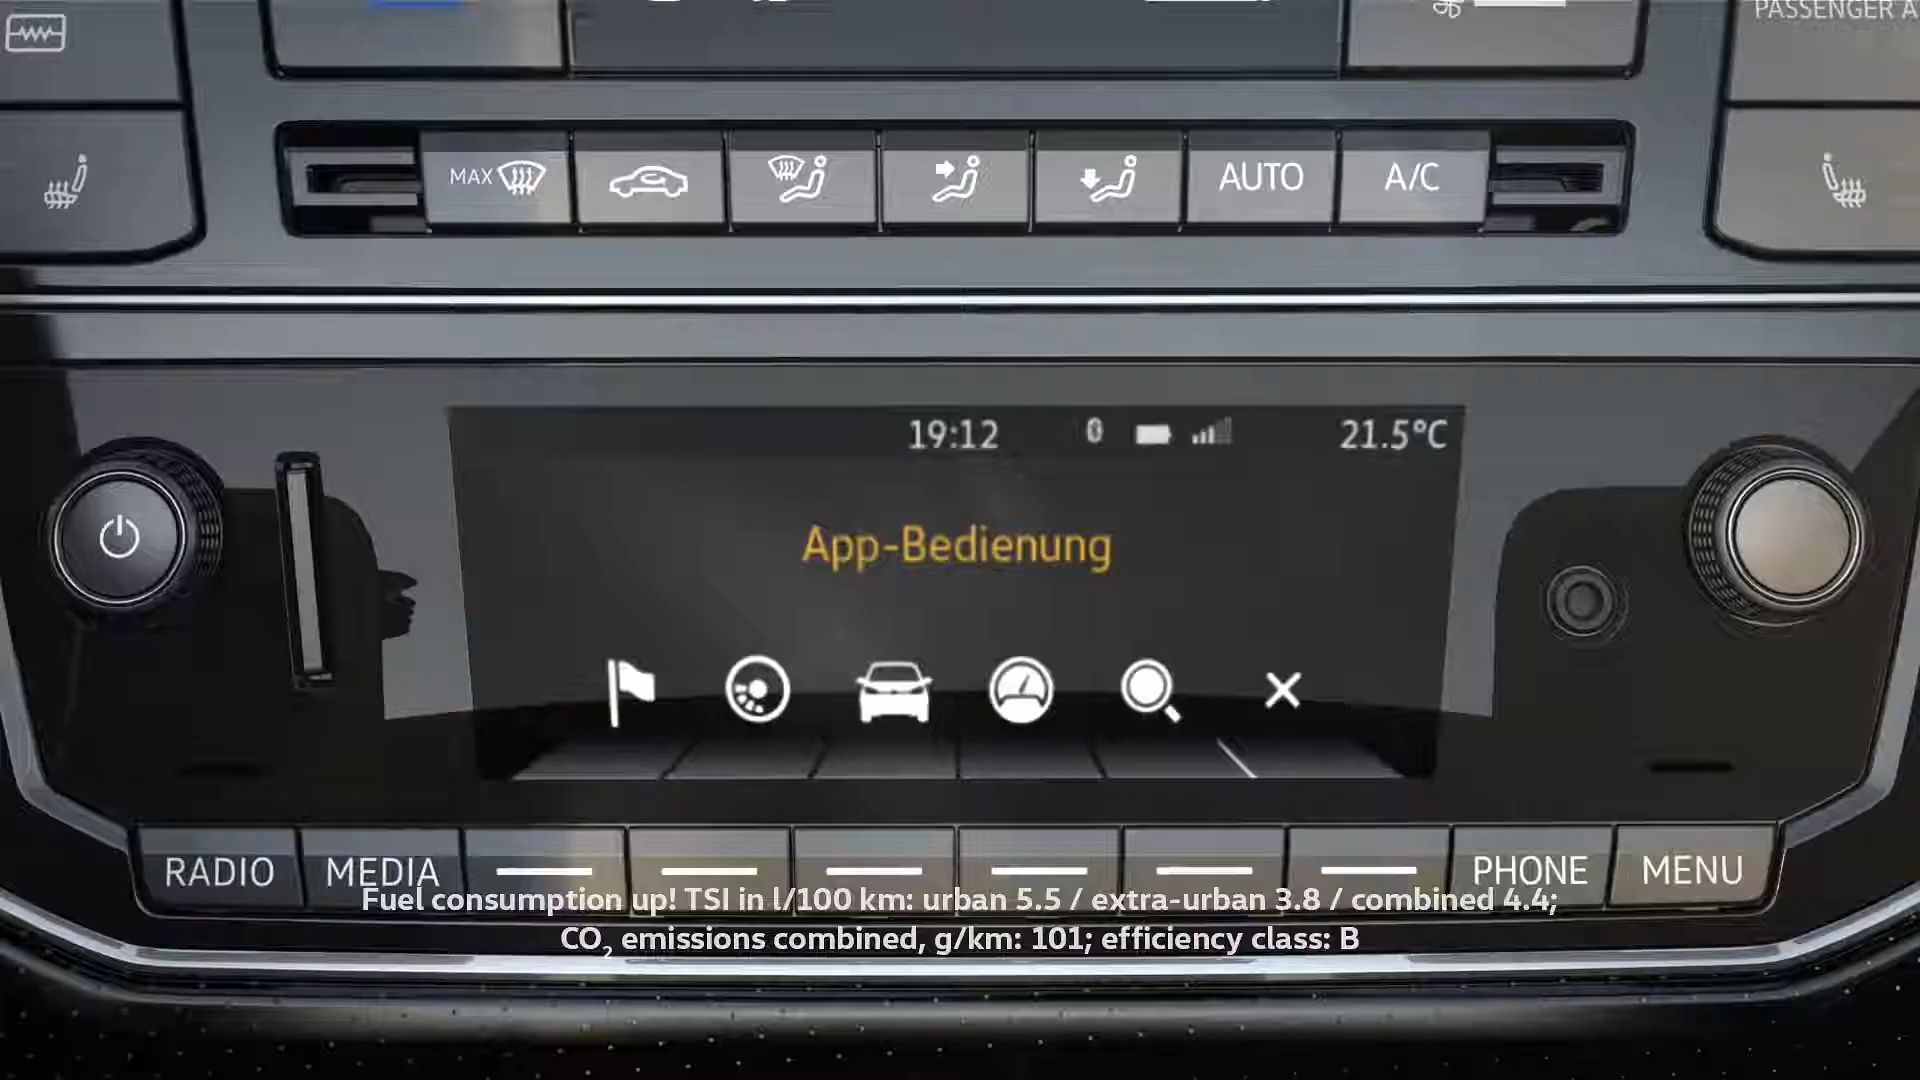 PASSENGER A
MAX
AUTO
A/C
19:12
21.5°C
App-Bedienung
RADIO
MEDIA
PHONE
MENU
Fuel consumption up! TSI in l/100 km: urban 5.5 / extra-urban 3.8 / combined 4.4;
CO₂ emissions combined, g/km: 101; efficiency class: B